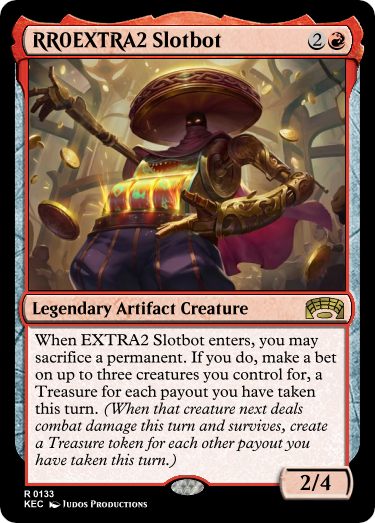 RR0EXTRA2 Slotbot
2
Legendary Artifact Creature
When EXTRA2 Slotbot enters, you may
sacrifice a permanent. If you do, make a bet
on up to three creatures you control for, a
Treasure for each payout you have taken
this turn. (When that creature next deals
combat damage this turn and survives, create
a Treasure token for each other payout you
have taken this turn.)
2/4
R 0133
KEC Judos Productions